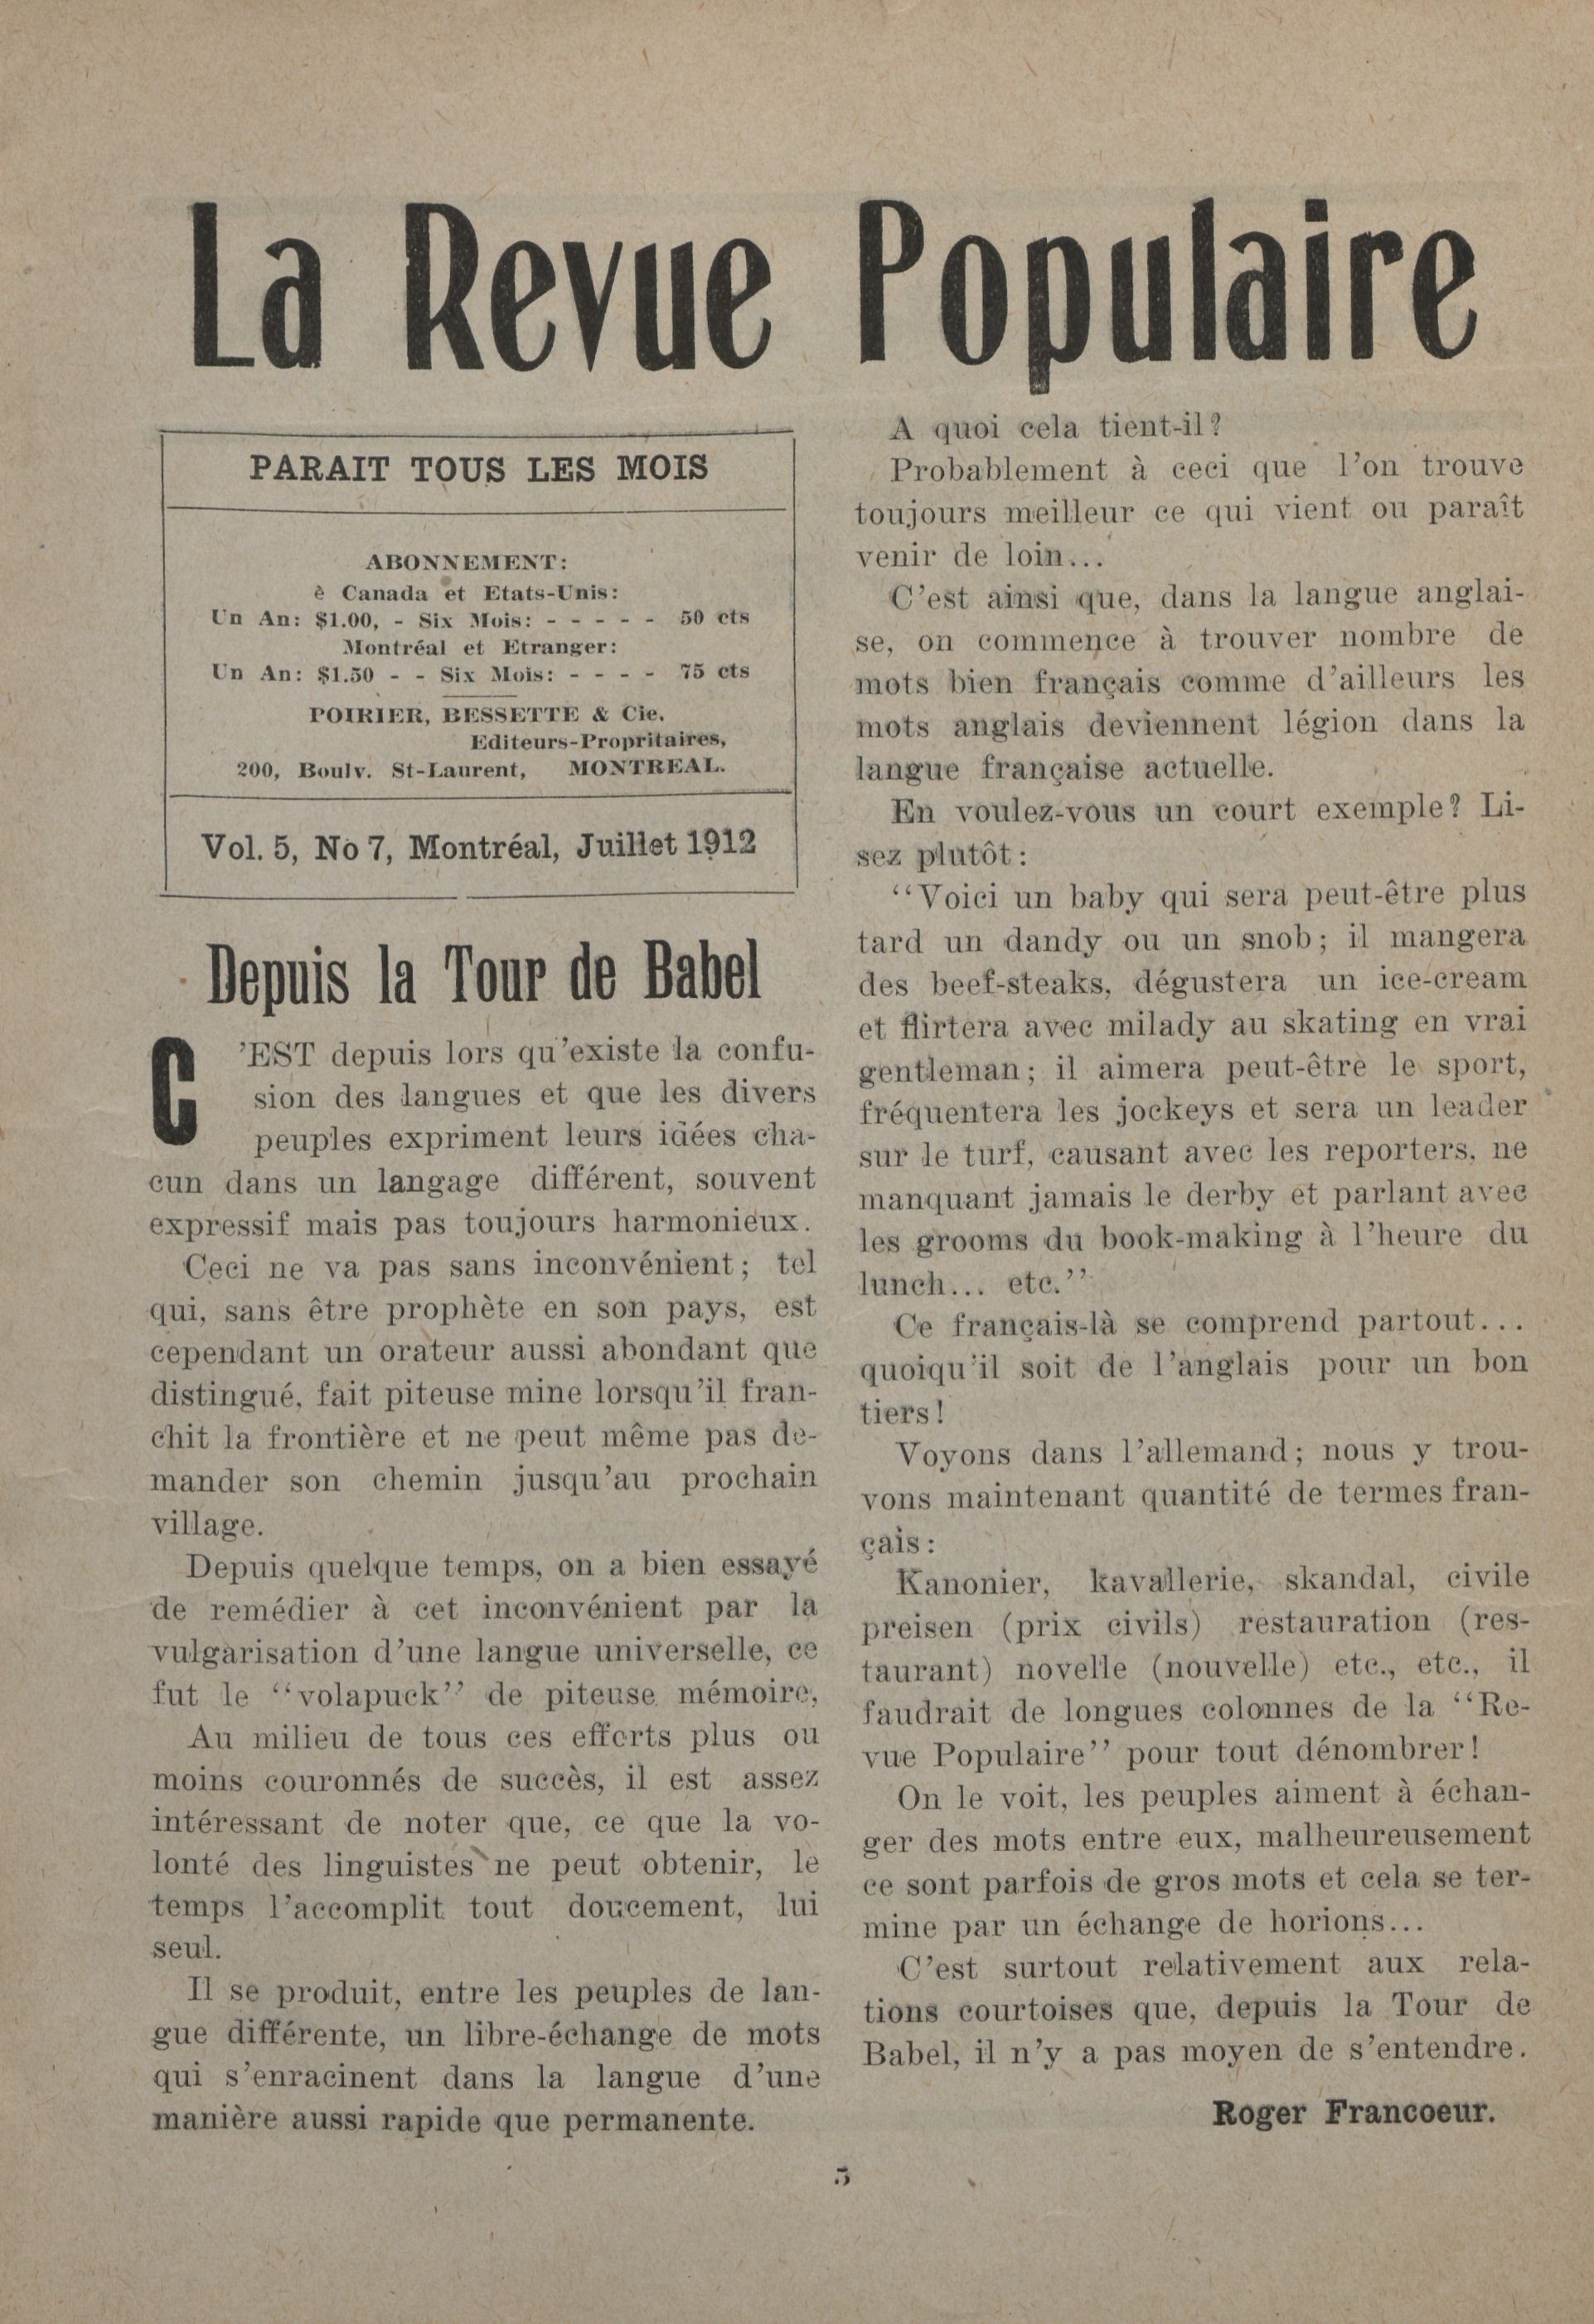 La Revue Populaire
PARAIT TOUS LES MOIS
ABONNEMENT:
è Canada et Etats-Unis:
Un An: $1.00, - Six Mois: - - - - - 50 cts
Montréal et Etranger:
Un An: $1.50 - - Six Mois: - - - - 75 cts
POIRIER, BESSETTE & Cie.
Editeurs-Propritaires,
200, Boulv. St-Laurent, MONTREAL.
Vol. 5, No 7, Montréal, Juillet 1912
Depuis la Tour de Babel
C'EST depuis lors qu'existe la confu-
sion des langues et que les divers
peuples expriment leurs idées cha-
cun dans un langage différent, souvent
expressif mais pas toujours harmonieux.
Ceci ne va pas sans inconvénient; tel
qui, sans être prophète en son pays, est
cependant un orateur aussi abondant que
distingué, fait piteuse mine lorsqu'il fran-
chit la frontière et ne peut même pas de-
mander son chemin jusqu'au prochain
village.
Depuis quelque temps, on a bien essayé
de remédier à cet inconvénient par la
vulgarisation d'une langue universelle, ce
fut le "volapuck" de piteuse mémoire,
Au milieu de tous ces efforts plus ou
moins couronnés de succès, il est assez
intéressant de noter que, ce que la vo-
lonté des linguistes ne peut obtenir, le
temps l'accomplit tout doucement, lui
seul.
Il se produit, entre les peuples de lan-
gue différente, un libre-échange de mots
qui s'enracinent dans la langue d'une
manière aussi rapide que permanente.
A quoi cela tient-il?
Probablement à ceci que l'on trouve
toujours meilleur ce qui vient ou paraît
venir de loin...
C'est ainsi que, dans la langue anglai-
se, on commence à trouver nombre de
mots bien français comme d'ailleurs les
mots anglais deviennent légion dans la
langue française actuelle.
En voulez-vous un court exemple? Li-
sez plutôt:
"Voici un baby qui sera peut-être plus
tard un dandy ou un snob; il mangera
des beef-steaks, dégustera un ice-cream
et flirtera avec milady au skating en vrai
gentleman; il aimera peut-être le sport,
fréquentera les jockeys et sera un leader
sur le turf, causant avec les reporters, ne
manquant jamais le derby et parlant avec
les grooms du book-making à l'heure du
lunch... etc."
Ce français-là se comprend partout...
quoiqu'il soit de l'anglais pour un bon
tiers!
Voyons dans l'allemand; nous y trou-
vons maintenant quantité de termes fran-
çais:
Kanonier, kavallerie, skandal, civile
preisen (prix civils) restauration (res-
taurant) novelle (nouvelle) etc., etc., il
faudrait de longues colonnes de la "Re-
vue Populaire" pour tout dénombrer!
On le voit, les peuples aiment à échan-
ger des mots entre eux, malheureusement
ce sont parfois de gros mots et cela se ter-
mine par un échange de horions...
C'est surtout relativement aux rela-
tions courtoises que, depuis la Tour de
Babel, il n'y a pas moyen de s'entendre.
Roger Francoeur.
5